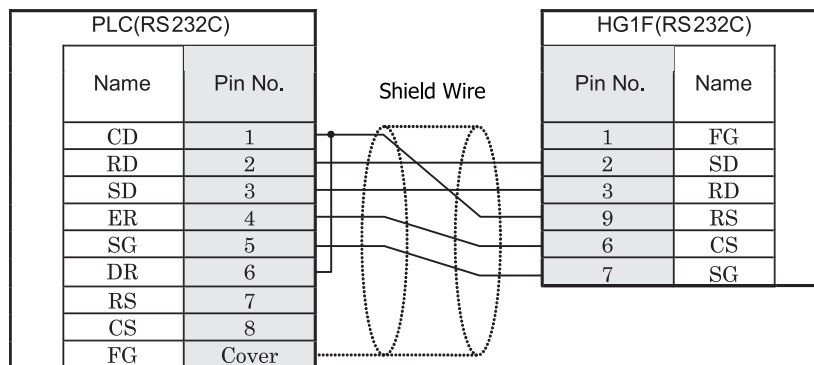 PLC(RS232C) HG1F(RS232C)
Name Pin No. Shield Wire Pin No. Name
CD 1 1 FG
RD 2 2 SD
SD 3 3 RD
ER 4 9 RS
SG 5 6 CS
DR 6 7 SG
RS 7
CS 8
FG Cover